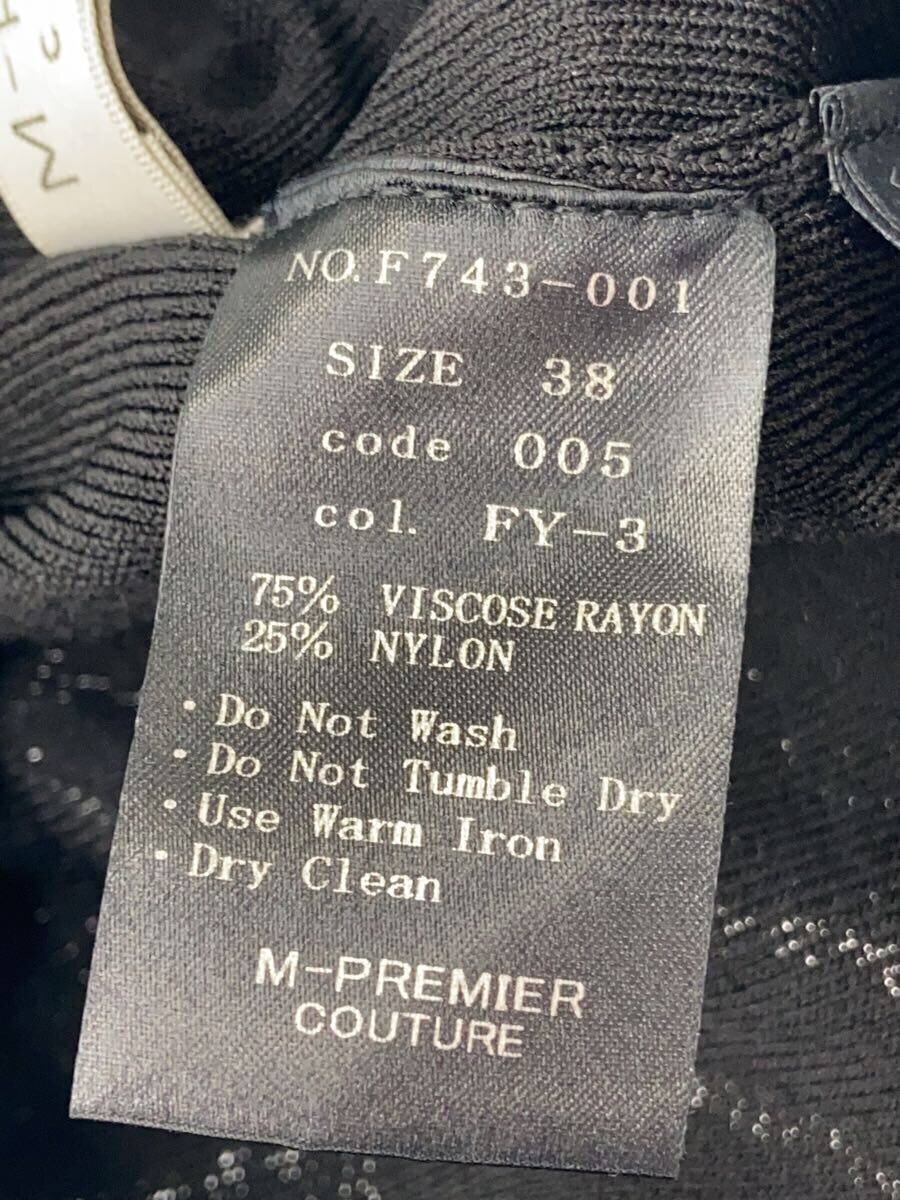 NO.F743-001
SIZE 38
code 005
col. FY-3
75% VISCOSE RAYON
25% NYLON
・Do Not Wash
・Do Not Tumble Dry
・Use Warm Iron
・Dry Clean
M-PREMIER
COUTURE